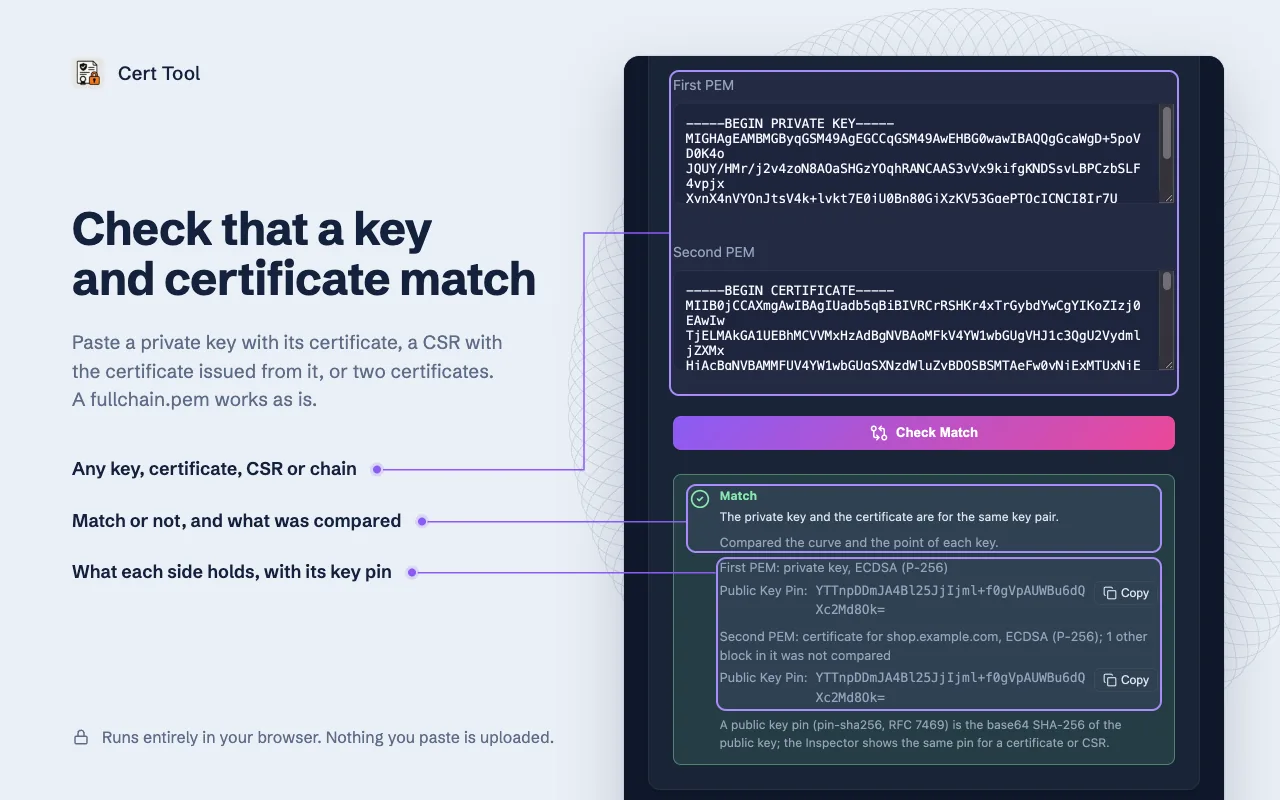 Cert Tool
Check that a key
and certificate match
Paste a private key with its certificate, a CSR with
the certificate issued from it, or two certificates.
A fullchain.pem works as is.
Any key, certificate, CSR or chain
Match or not, and what was compared
What each side holds, with its key pin
Runs entirely in your browser. Nothing you paste is uploaded.
First PEM
-----BEGIN PRIVATE KEY-----
MIGHAgEAMBMGByqGSM49AgEGCCqGSM49AwEHBG0wawIBAQQgGcaWgD+5poV
D0K4o
JQUY/HMr/j2v4zoN8AOaSHGzYOqhRANCAAS3vVx9kifgKNDSsvLBPCzbSLF
4vpjx
XvnX4nVYOnJtsV4k+lvkt7E0jU0Bn80GjXzKV53GgePTOcICNCI8Ir7U
Second PEM
-----BEGIN CERTIFICATE-----
MIIB0jCCAXmgAwIBAgIUadb5qBiBIVRCrRSHKr4xTrGybdYwCgYIKoZIzj0
EAwIw
TjELMAkGA1UEBhMCVVMxHzAdBgNVBAoMFkV4YW1wbGUgVHJ1c3QgU2Vydml
jZXMx
HjAcBgNVBAMMFUV4YW1wbGUgSXNzdWluZyBDQSBSMTAeFw0yNjExMTUxNjE
Check Match
Match
The private key and the certificate are for the same key pair.
Compared the curve and the point of each key.
First PEM: private key, ECDSA (P-256)
Public Key Pin: YTTnpDDmJA4Bl25JjIjml+f0gVpAUWBu6dQ Copy
Xc2Md8Ok=
Second PEM: certificate for shop.example.com, ECDSA (P-256); 1 other
block in it was not compared
Public Key Pin: YTTnpDDmJA4Bl25JjIjml+f0gVpAUWBu6dQ Copy
Xc2Md8Ok=
A public key pin (pin-sha256, RFC 7469) is the base64 SHA-256 of the
public key; the Inspector shows the same pin for a certificate or CSR.